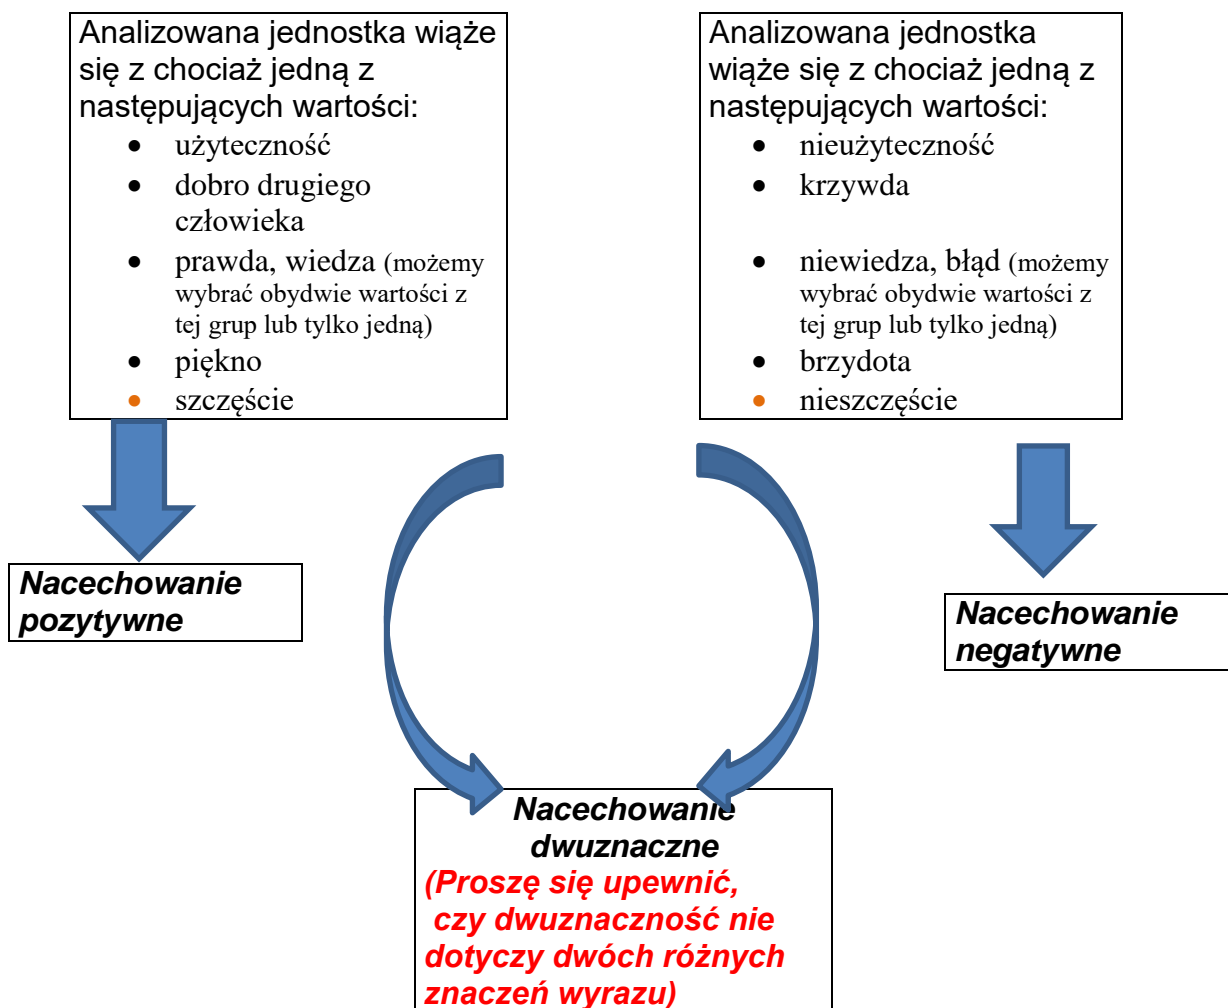 Analizowana jednostka wiąże
się z chociaż jedną z
następujących wartości:
• użyteczność
• dobro drugiego
człowieka
• prawda, wiedza (możemy
wybrać obydwie wartości z
tej grup lub tylko jedną)
• piękno
• szczęście
Analizowana jednostka
wiąże się z chociaż jedną z
następujących wartości:
• nieużyteczność
• krzywda
• niewiedza, błąd (możemy
wybrać obydwie wartości z
tej grup lub tylko jedną)
• brzydota
• nieszczęście
Nacechowanie
pozytywne
Nacechowanie
negatywne
Nacechowanie
dwuznaczne
(Proszę się upewnić,
czy dwuznaczność nie
dotyczy dwóch różnych
znaczeń wyrazu)